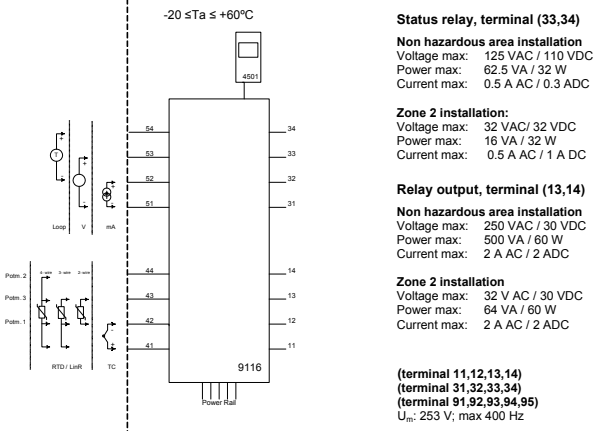 -20 ≤Ta ≤ +60ºC
4501
54
53
52
51
34
33
32
31
Loop
V
mA
44
43
42
41
14
13
12
11
Potm. 2
Potm. 3
Potm. 1
4-wire 3-wire 2-wire
RTD / LinR
TC
9116
Power Rail
T
Status relay, terminal (33,34)
Non hazardous area installation
Voltage max: 125 VAC / 110 VDC
Power max: 62.5 VA / 32 W
Current max: 0.5 A AC / 0.3 ADC
Zone 2 installation:
Voltage max: 32 VAC/ 32 VDC
Power max: 16 VA / 32 W
Current max: 0.5 A AC / 1 A DC
Relay output, terminal (13,14)
Non hazardous area installation
Voltage max: 250 VAC / 30 VDC
Power max: 500 VA / 60 W
Current max: 2 A AC / 2 ADC
Zone 2 installation
Voltage max: 32 V AC / 30 VDC
Power max: 64 VA / 60 W
Current max: 2 A AC / 2 ADC
(terminal 11,12,13,14)
(terminal 31,32,33,34)
(terminal 91,92,93,94,95)
Um: 253 V; max 400 Hz